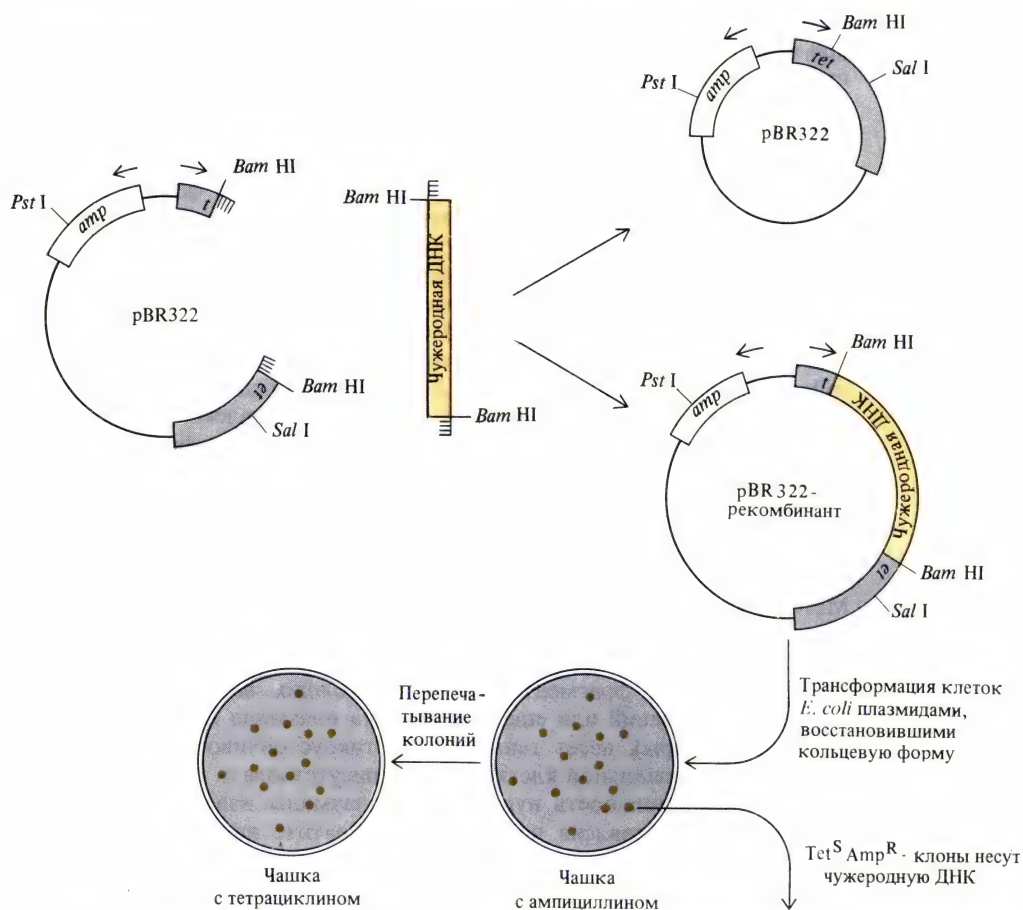 Bam HI
tet
Sal I
Pst I
amp
pBR322
Bam HI
t
Pst I
amp
pBR322
Bam HI
et
Sal I
Bam HI
Чужеродная ДНК
Bam HI
Bam HI
Pst I
amp
t
Чужеродная ДНК
pBR322-
рекомбинант
et
Bam HI
Sal I
Трансформация клеток
E. coli плазмидами,
восстановившими
кольцевую форму
Перепеча-
тывание
колоний
Чашка
с тетрациклином
Чашка
с ампициллином
Tet^S Amp^R - клоны несут
чужеродную ДНК